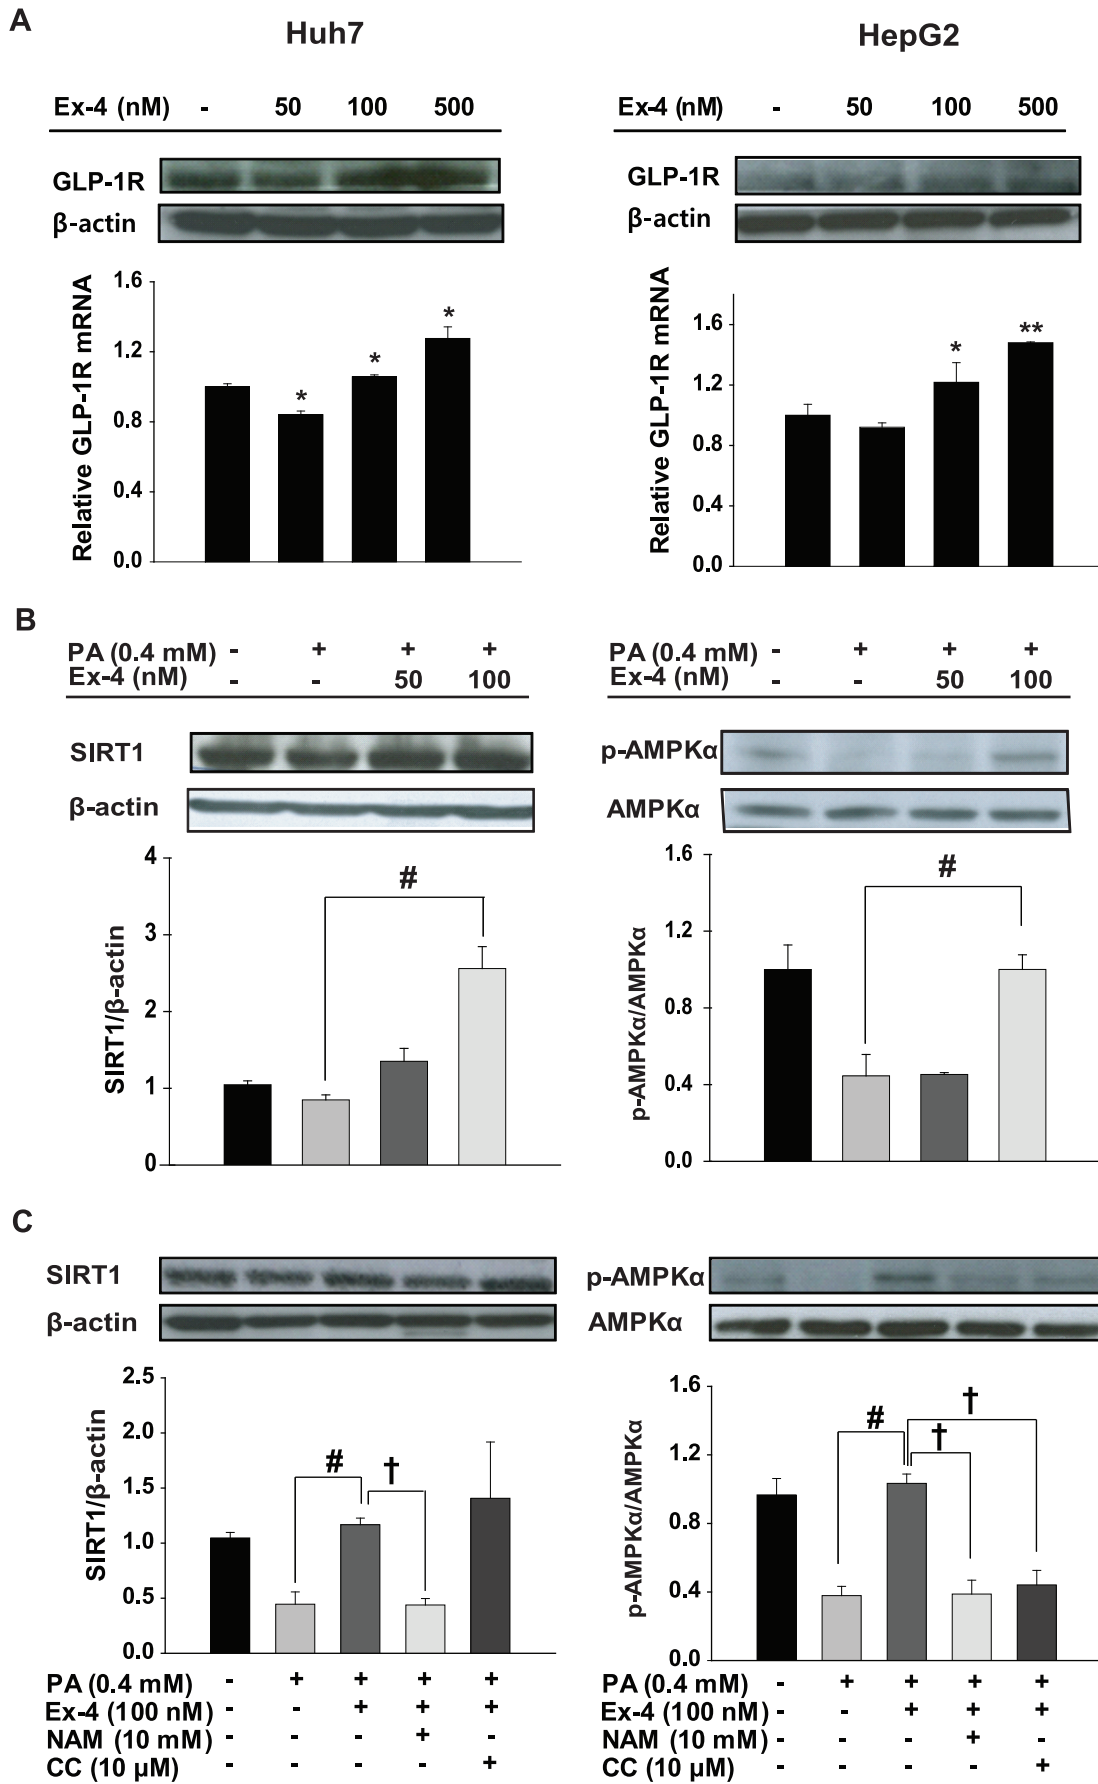 A
Huh7
HepG2
Ex-4 (nM) - 50 100 500
Ex-4 (nM) - 50 100 500
GLP-1R
GLP-1R
β-actin
β-actin
Relative GLP-1R mRNA
1.6
1.2
0.8
0.4
0.0
* * *
Relative GLP-1R mRNA
1.6
1.2
0.8
0.4
0.0
* **
B
PA (0.4 mM) - + + +
Ex-4 (nM) - - 50 100
PA (0.4 mM) - + + +
Ex-4 (nM) - - 50 100
SIRT1
p-AMPKα
β-actin
AMPKα
SIRT1/β-actin
4
3
2
1
0
#
p-AMPKα/AMPKα
1.6
1.2
0.8
0.4
0.0
#
C
SIRT1
p-AMPKα
β-actin
AMPKα
SIRT1/β-actin
2.5
2.0
1.5
1.0
0.5
0.0
# †
p-AMPKα/AMPKα
1.6
1.2
0.8
0.4
0.0
# † †
PA (0.4 mM) - + + + +
Ex-4 (100 nM) - - + + +
NAM (10 mM) - - - + -
CC (10 μM) - - - - +
PA (0.4 mM) - + + + +
Ex-4 (100 nM) - - + + +
NAM (10 mM) - - - + -
CC (10 μM) - - - - +